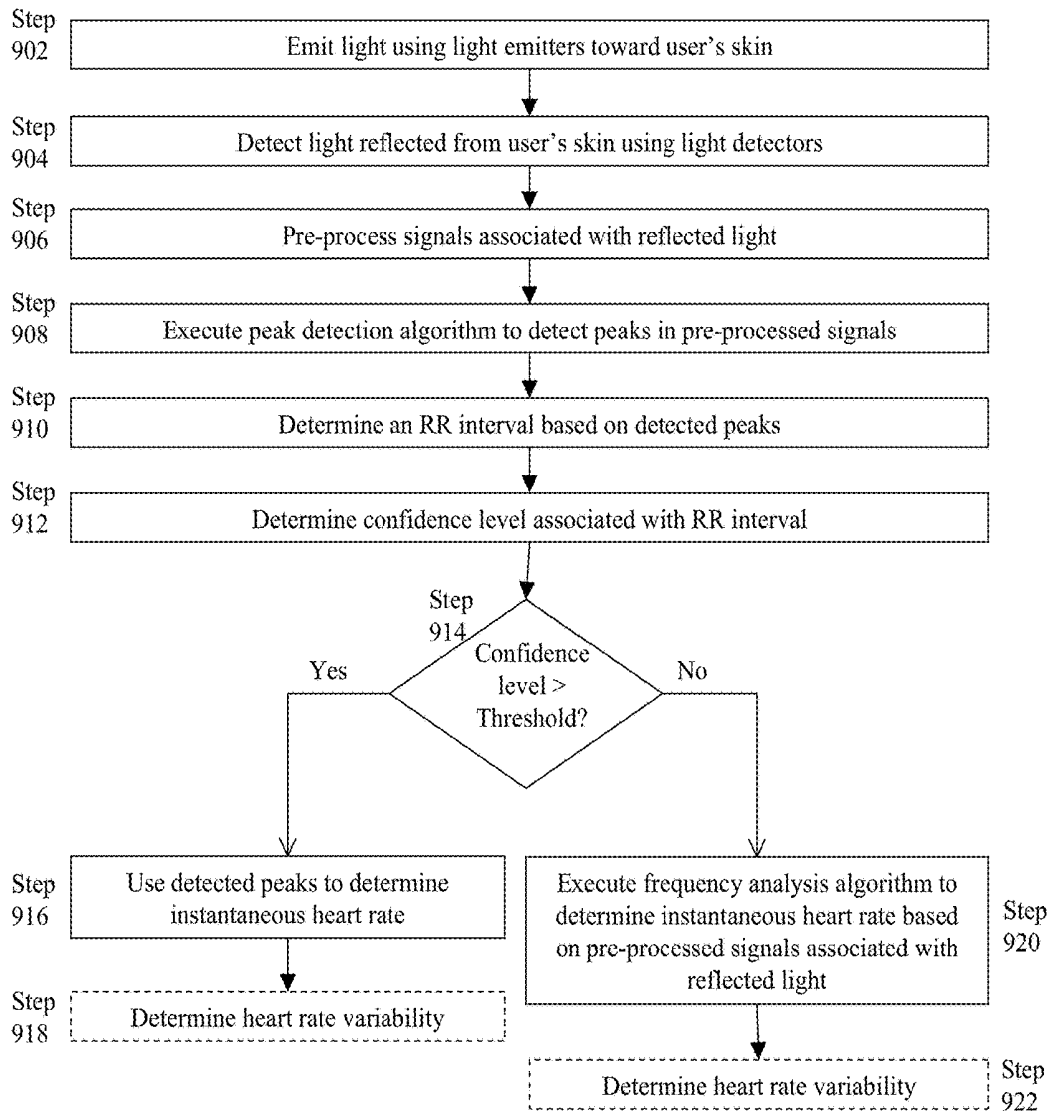 Step
902
Emit light using light emitters toward user's skin
Step
904
Detect light reflected from user's skin using light detectors
Step
906
Pre-process signals associated with reflected light
Step
908
Execute peak detection algorithm to detect peaks in pre-processed signals
Step
910
Determine an RR interval based on detected peaks
Step
912
Determine confidence level associated with RR interval
Step
914
Confidence
level >
Threshold?
Yes
No
Step
916
Use detected peaks to determine
instantaneous heart rate
Execute frequency analysis algorithm to
determine instantaneous heart rate based
on pre-processed signals associated with
reflected light
Step
920
Step
918
Determine heart rate variability
Determine heart rate variability
Step
922